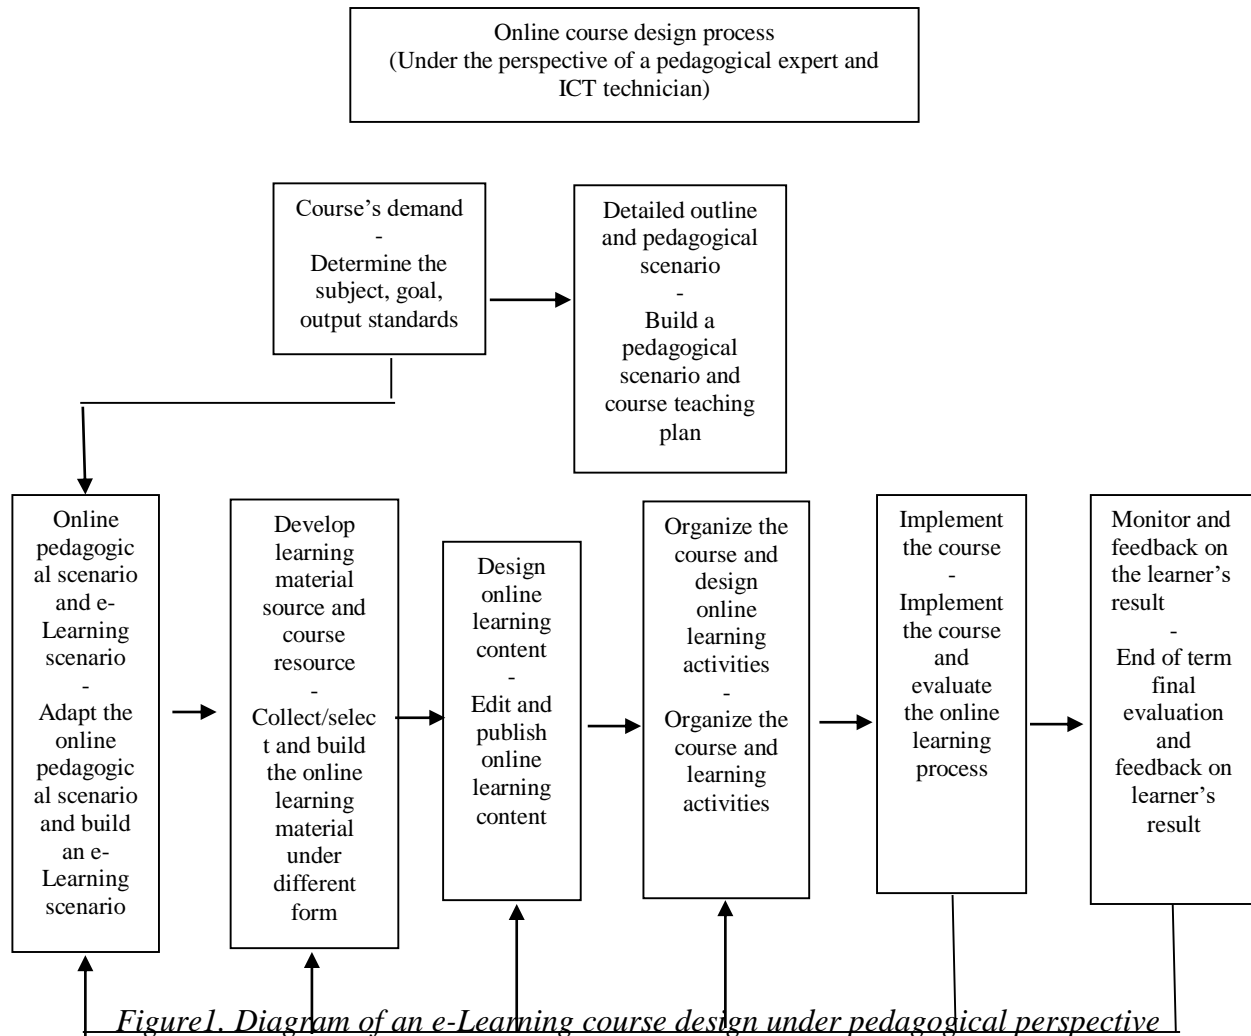 Online course design process
(Under the perspective of a pedagogical expert and
ICT technician)
Course's demand
-
Determine the
subject, goal,
output standards
Detailed outline
and pedagogical
scenario
-
Build a
pedagogical
scenario and
course teaching
plan
Online
pedagogic
al scenario
and e-
Learning
scenario
-
Adapt the
online
pedagogic
al scenario
and build
an e-
Learning
scenario
Develop
learning
material
source and
course
resource
-
Collect/selec
t and build
the online
learning
material
under
different
form
Design
online
learning
content
-
Edit and
publish
online
learning
content
Organize the
course and
design
online
learning
activities
-
Organize the
course and
learning
activities
Implement
the course
-
Implement
the course
and
evaluate
the online
learning
process
Monitor and
feedback on
the learner's
result
-
End of term
final
evaluation
and
feedback on
learner's
result
Figure1. Diagram of an e-Learning course design under pedagogical perspective